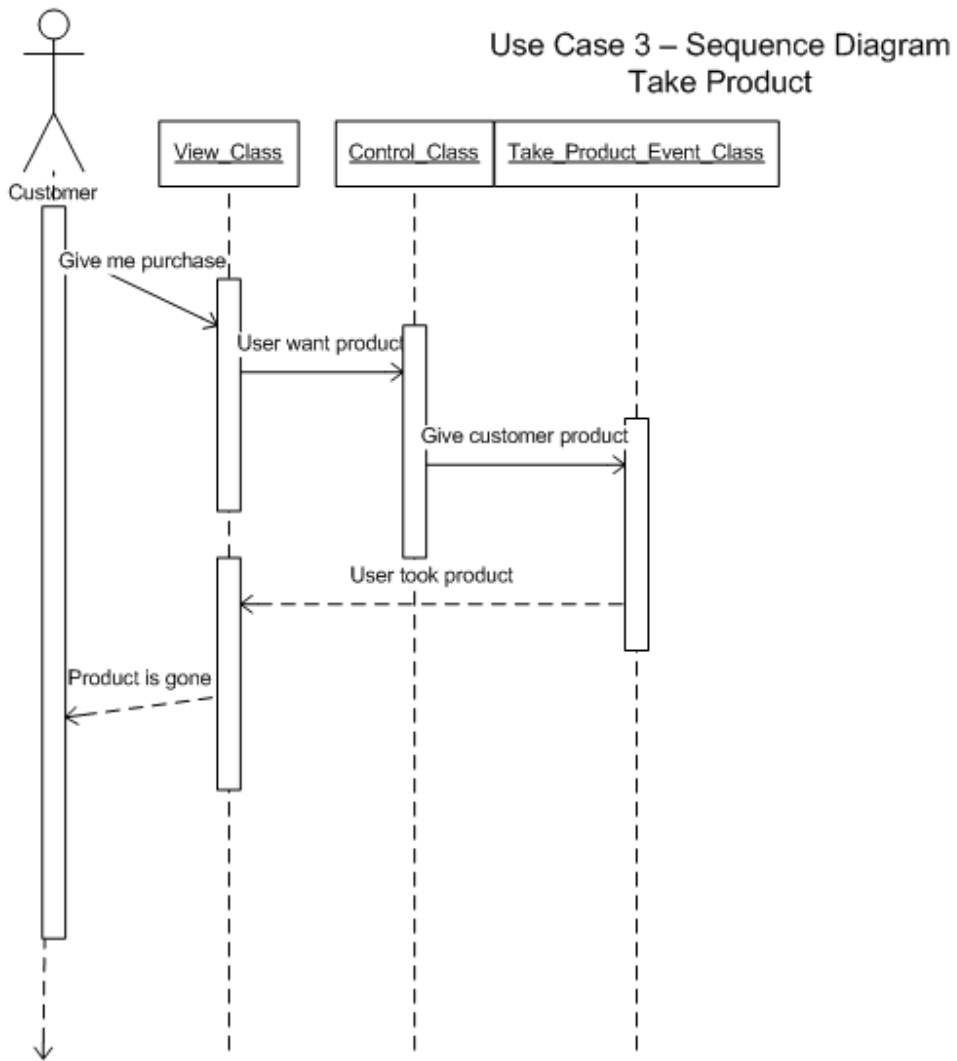 Use Case 3 – Sequence Diagram
Take Product
View_Class
Control_Class
Take_Product_Event_Class
Customer
Give me purchase
User want product
Give customer product
User took product
Product is gone